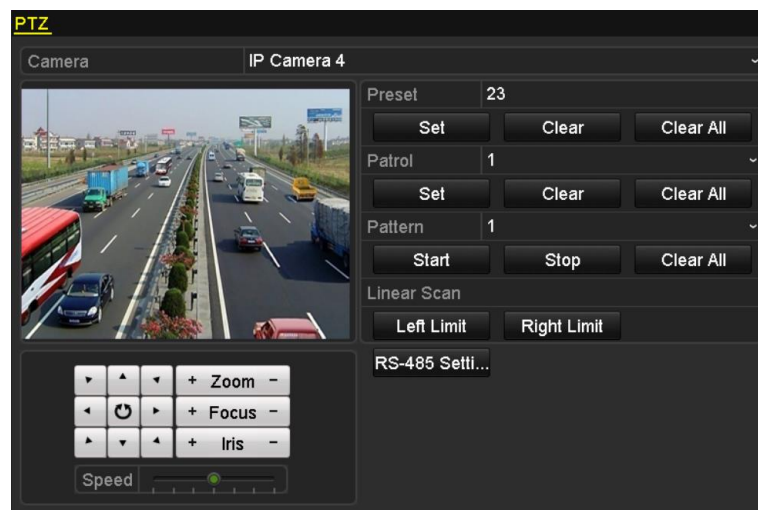 PTZ
Camera IP Camera 4
Preset 23
Set Clear Clear All
Patrol 1
Set Clear Clear All
Pattern 1
Start Stop Clear All
Linear Scan
Left Limit Right Limit
RS-485 Setti...
+ Zoom -
+ Focus -
+ Iris -
Speed